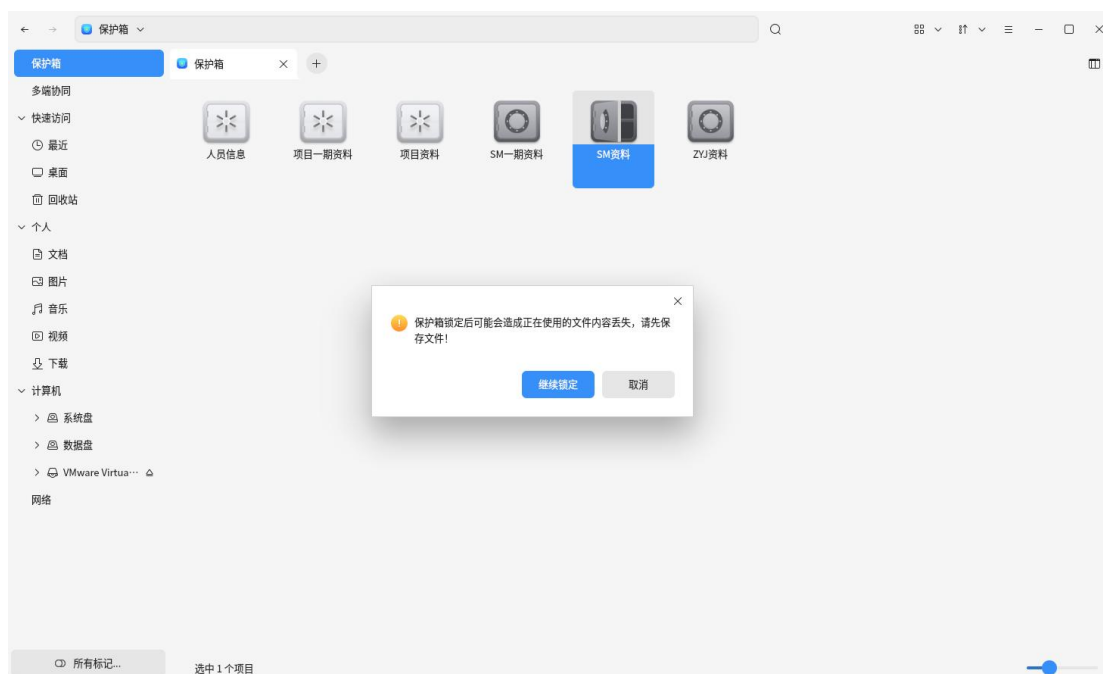 保护箱
保护箱
保护箱
多端协同
快速访问
最近
桌面
回收站
个人
文档
图片
音乐
视频
下载
计算机
系统盘
数据盘
VMware Virtua…
网络
所有标记...
人员信息
项目一期资料
项目资料
SM一期资料
SM资料
ZYJ资料
保护箱锁定后可能会造成正在使用的文件内容丢失，请先保
存文件！
继续锁定
取消
选中 1 个项目